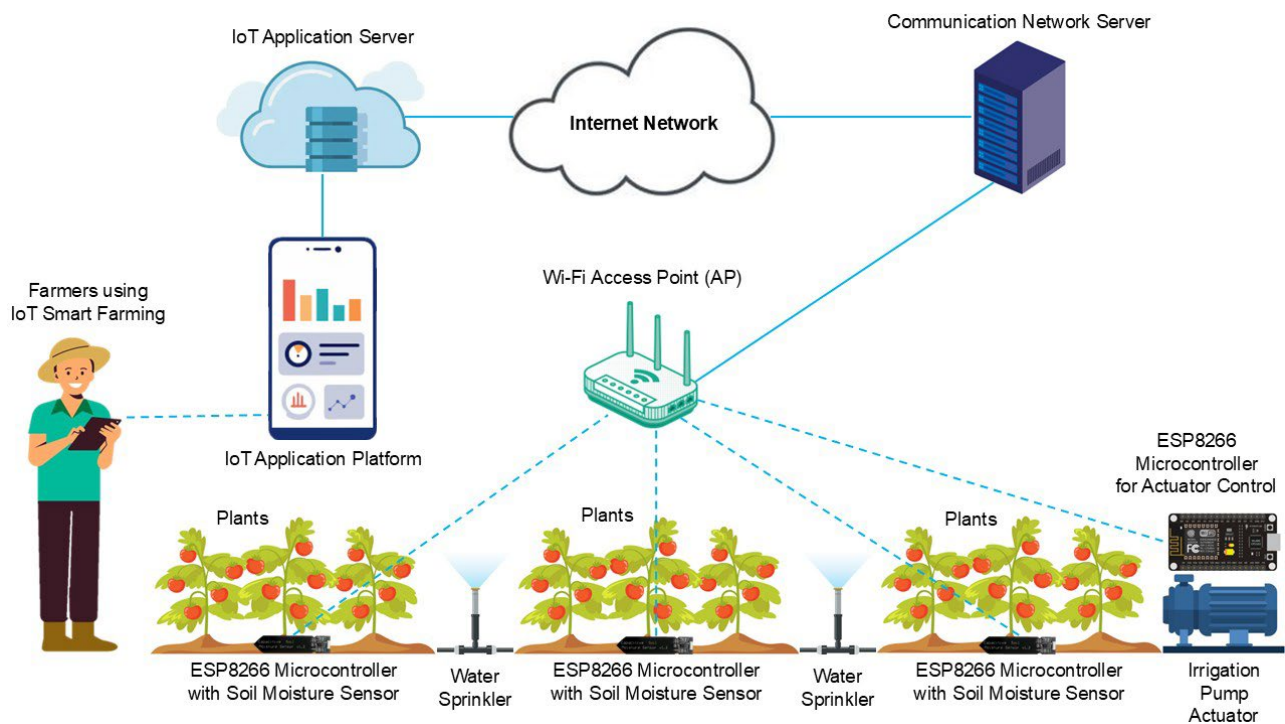 IoT Application Server
Communication Network Server
Internet Network
Wi-Fi Access Point (AP)
Farmers using
IoT Smart Farming
IoT Application Platform
ESP8266
Microcontroller
for Actuator Control
Plants
Plants
Plants
ESP8266 Microcontroller
with Soil Moisture Sensor
Water
Sprinkler
ESP8266 Microcontroller
with Soil Moisture Sensor
Water
Sprinkler
ESP8266 Microcontroller
with Soil Moisture Sensor
Irrigation
Pump
Actuator